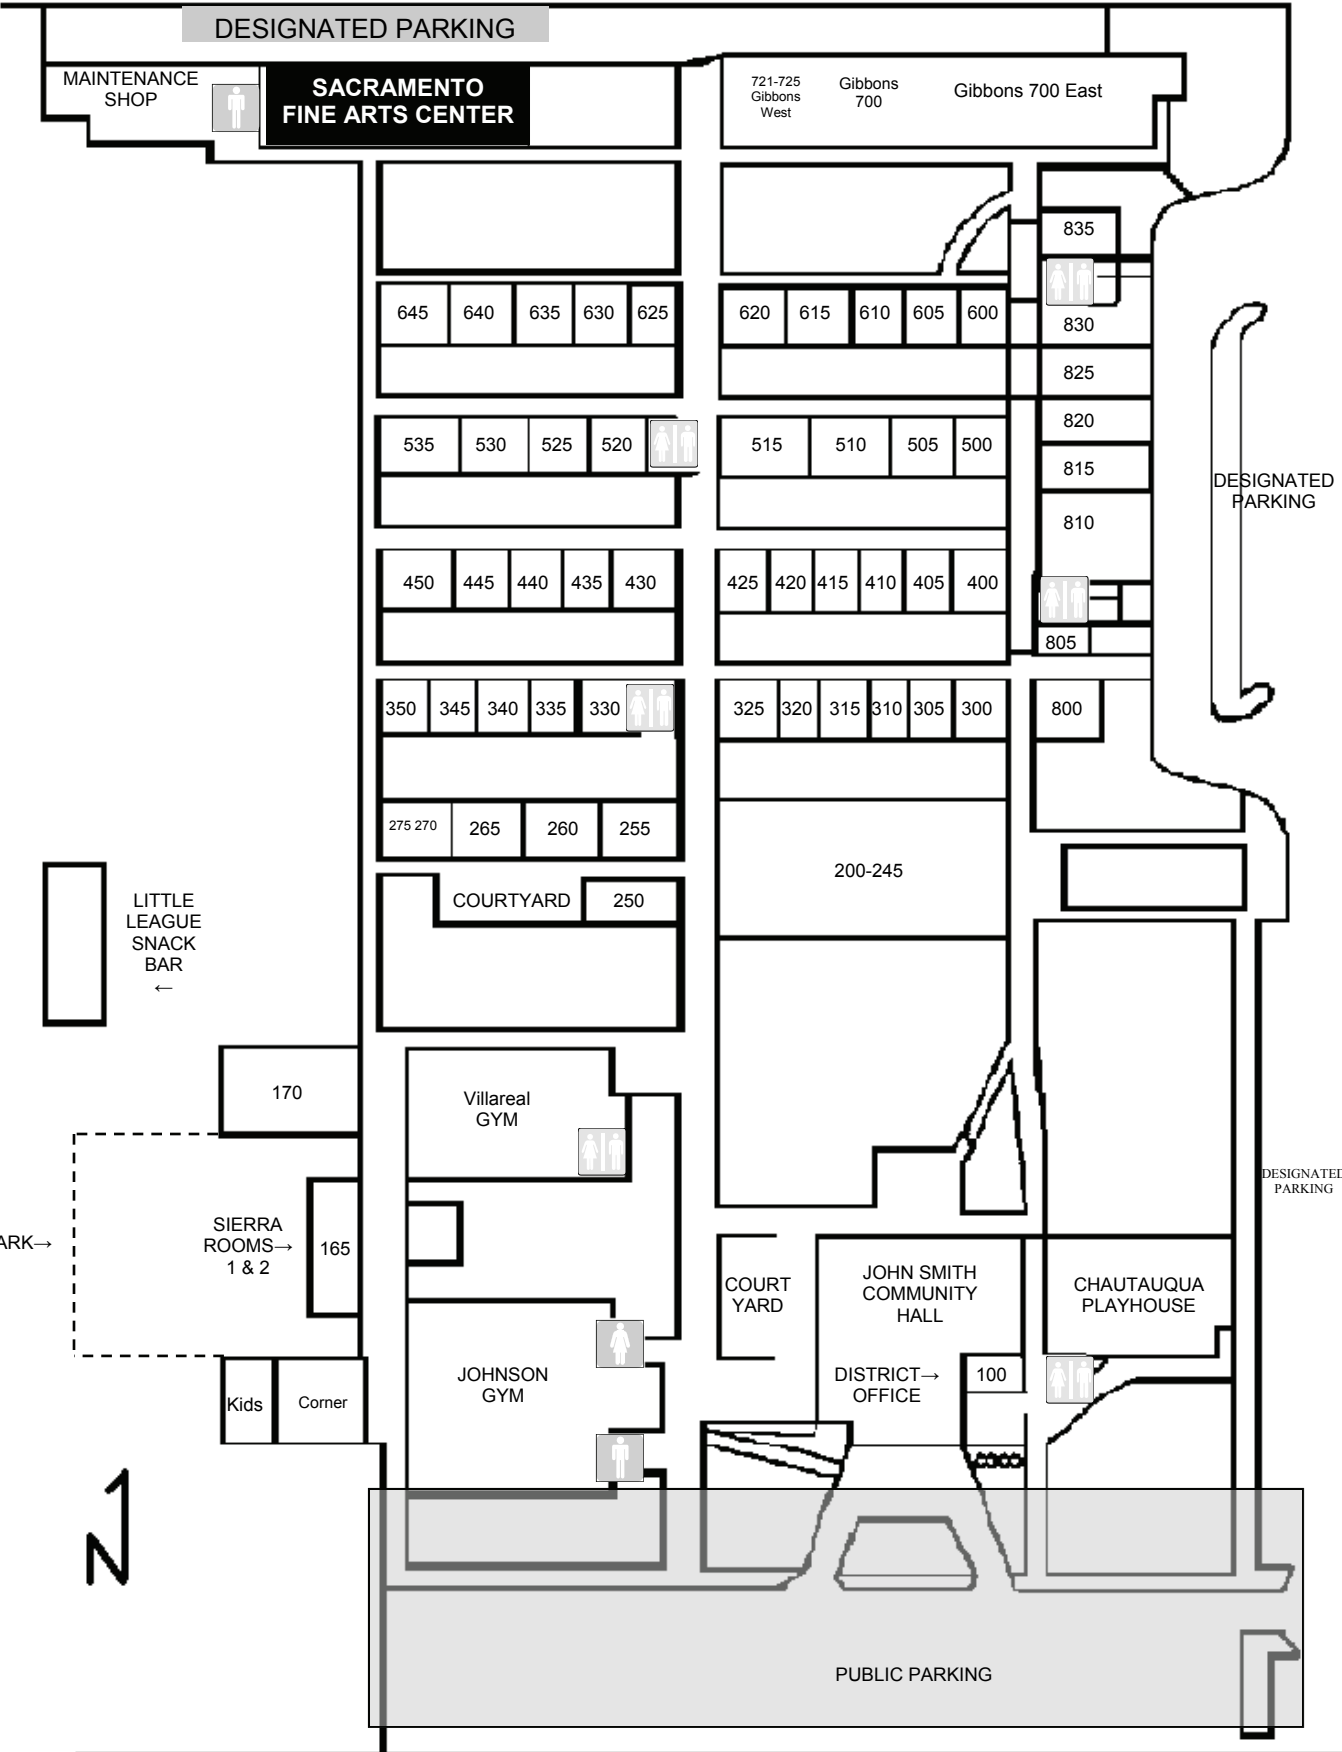 DESIGNATED PARKING
MAINTENANCE
SHOP
SACRAMENTO
FINE ARTS CENTER
721-725
Gibbons
West
Gibbons
700
Gibbons 700 East
835
645 640 635 630 625 620 615 610 605 600
830
825
820
535 530 525 520 515 510 505 500
815
DESIGNATED
PARKING
810
450 445 440 435 430 425 420 415 410 405 400
805
350 345 340 335 330 325 320 315 310 305 300 800
275 270 265 260 255
200-245
COURTYARD 250
LITTLE
LEAGUE
SNACK
BAR
←
170
Villareal
GYM
DESIGNATED
PARKING
ARK→
SIERRA
ROOMS→
1 & 2
165
COURT
YARD
JOHN SMITH
COMMUNITY
HALL
CHAUTAUQUA
PLAYHOUSE
JOHNSON
GYM
DISTRICT→
OFFICE
100
Kids Corner
N
PUBLIC PARKING